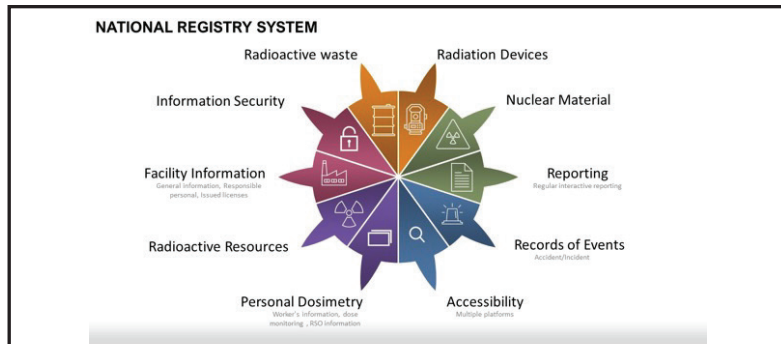 NATIONAL REGISTRY SYSTEM
Radioactive waste
Radiation Devices
Information Security
Nuclear Material
Facility Information
General information, Responsible
personal, Issued licenses
Reporting
Regular interactive reporting
Radioactive Resources
Records of Events
Accident/Incident
Personal Dosimetry
Worker's information, dose
monitoring , RSO information
Accessibility
Multiple platforms